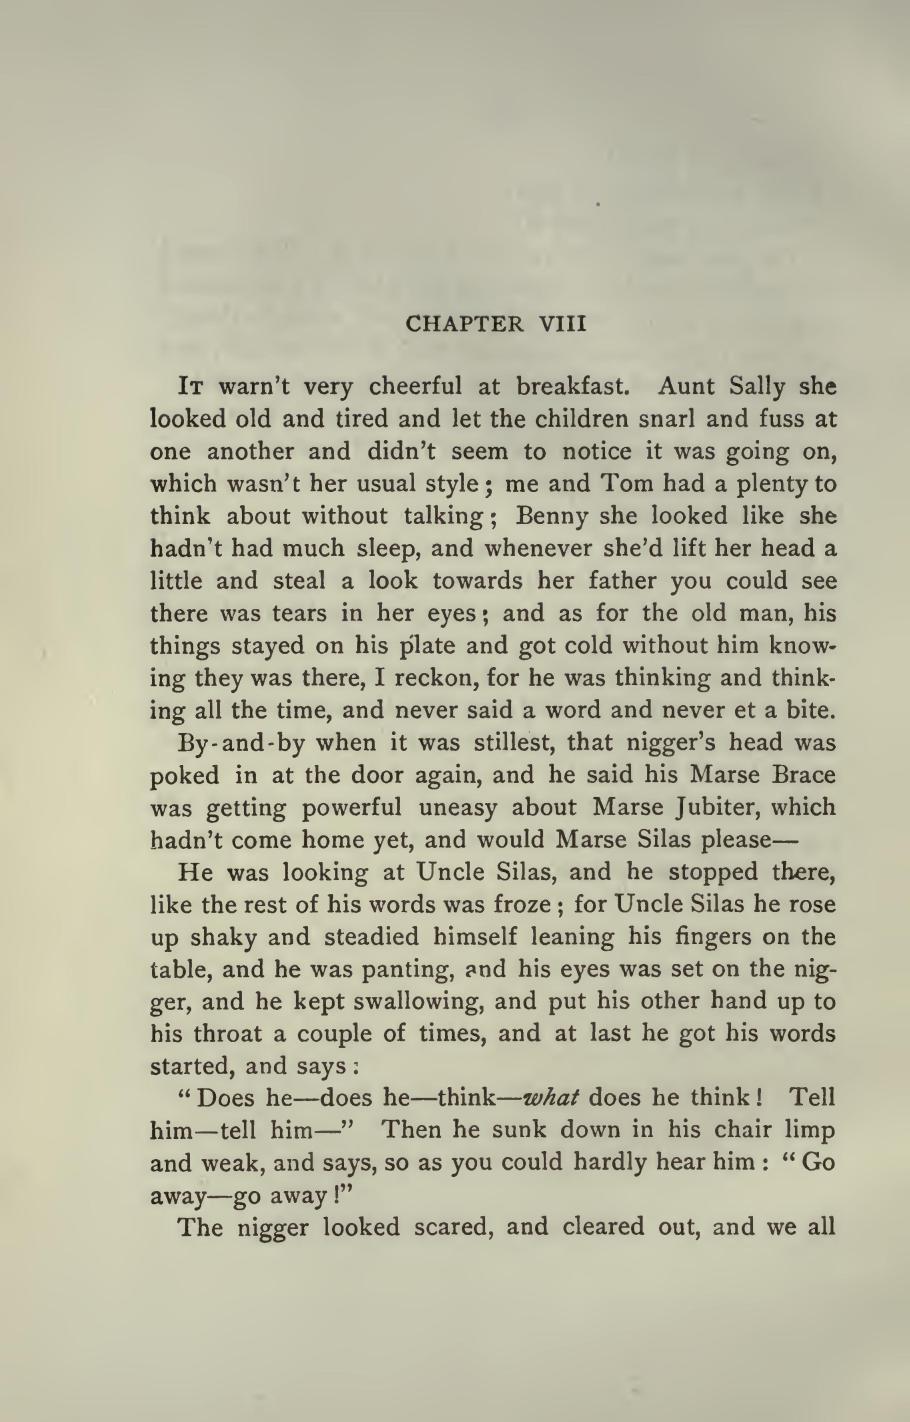 CHAPTER VIII
IT warn't very cheerful at breakfast. Aunt Sally she
looked old and tired and let the children snarl and fuss at
one another and didn't seem to notice it was going on,
which wasn't her usual style; me and Tom had a plenty to
think about without talking; Benny she looked like she
hadn't had much sleep, and whenever she'd lift her head a
little and steal a look towards her father you could see
there was tears in her eyes; and as for the old man, his
things stayed on his plate and got cold without him know-
ing they was there, I reckon, for he was thinking and think-
ing all the time, and never said a word and never et a bite.
By-and-by when it was stillest, that nigger's head was
poked in at the door again, and he said his Marse Brace
was getting powerful uneasy about Marse Jubiter, which
hadn't come home yet, and would Marse Silas please—
He was looking at Uncle Silas, and he stopped there,
like the rest of his words was froze; for Uncle Silas he rose
up shaky and steadied himself leaning his fingers on the
table, and he was panting, and his eyes was set on the nig-
ger, and he kept swallowing, and put his other hand up to
his throat a couple of times, and at last he got his words
started, and says:
"Does he—does he—think—what does he think! Tell
him—tell him—" Then he sunk down in his chair limp
and weak, and says, so as you could hardly hear him: "Go
away—go away!"
The nigger looked scared, and cleared out, and we all